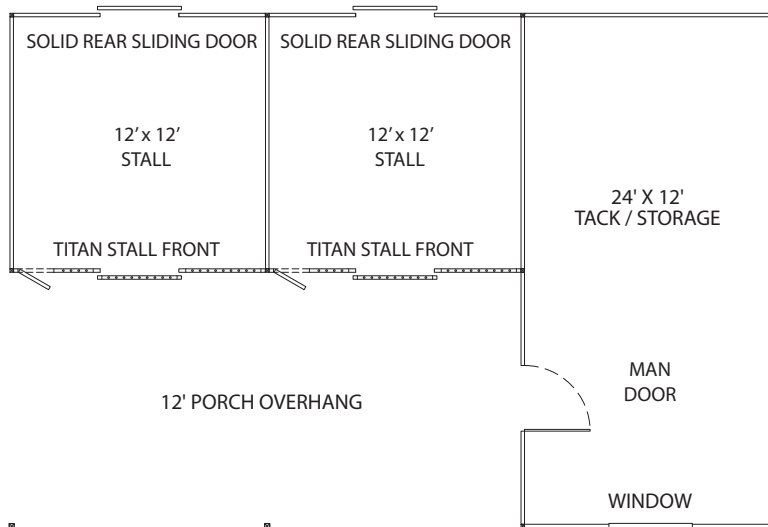 SOLID REAR SLIDING DOOR
SOLID REAR SLIDING DOOR
12' x 12'
STALL
12' x 12'
STALL
24' X 12'
TACK / STORAGE
TITAN STALL FRONT
TITAN STALL FRONT
12' PORCH OVERHANG
MAN
DOOR
WINDOW